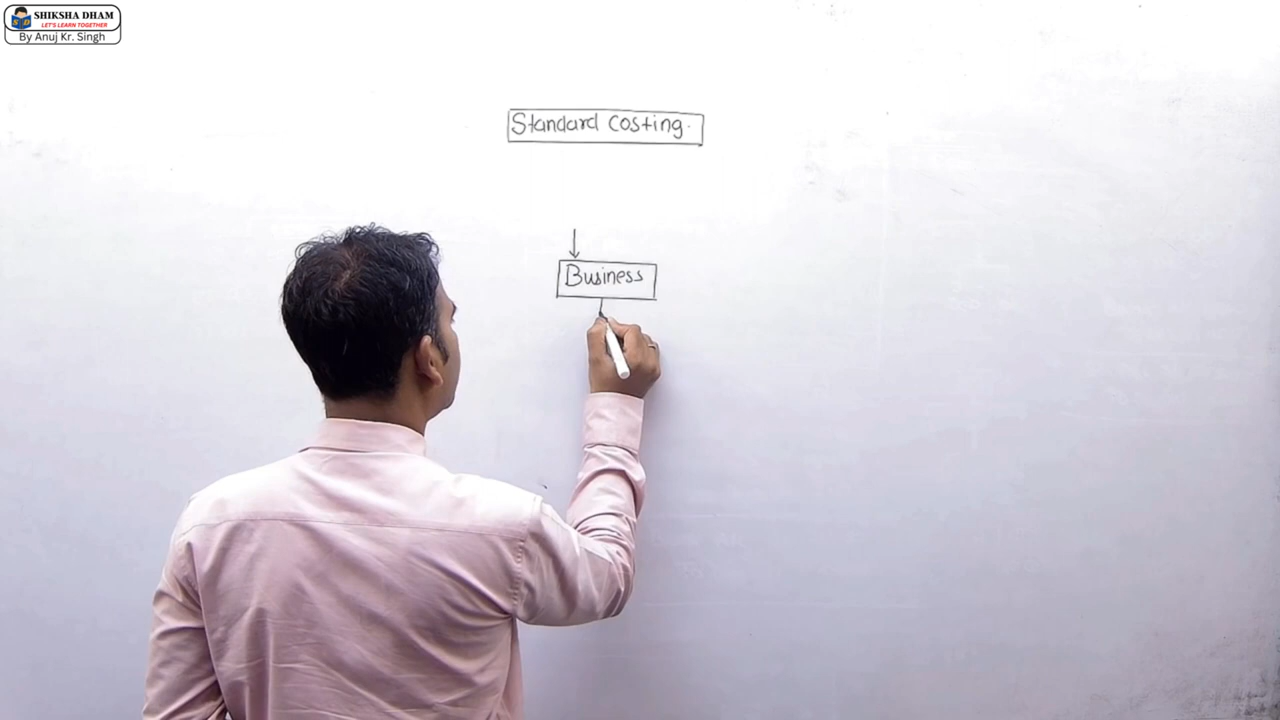 SHIKSHA DHAM
LET'S LEARN TOGETHER
By Anuj Kr. Singh
Standard Costing.
Business